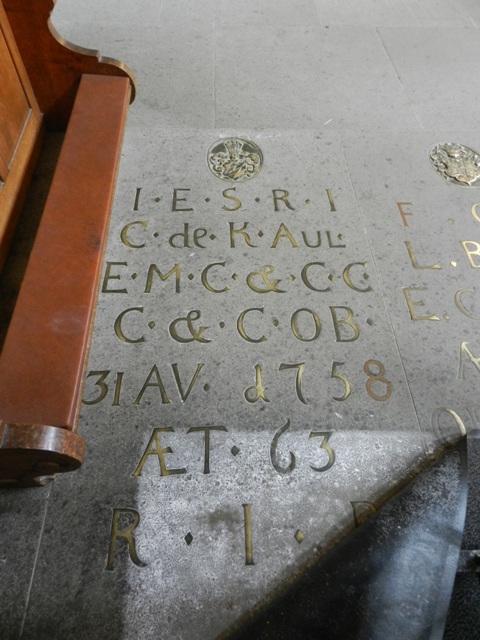 I·E·S·R·I
C·de·K·AUL·
E·M·C·&·C·C·
C·&·C·OB·
31 AV· 1758
ÆT·63
R·I·P
F·
L·B
E·C
Æ